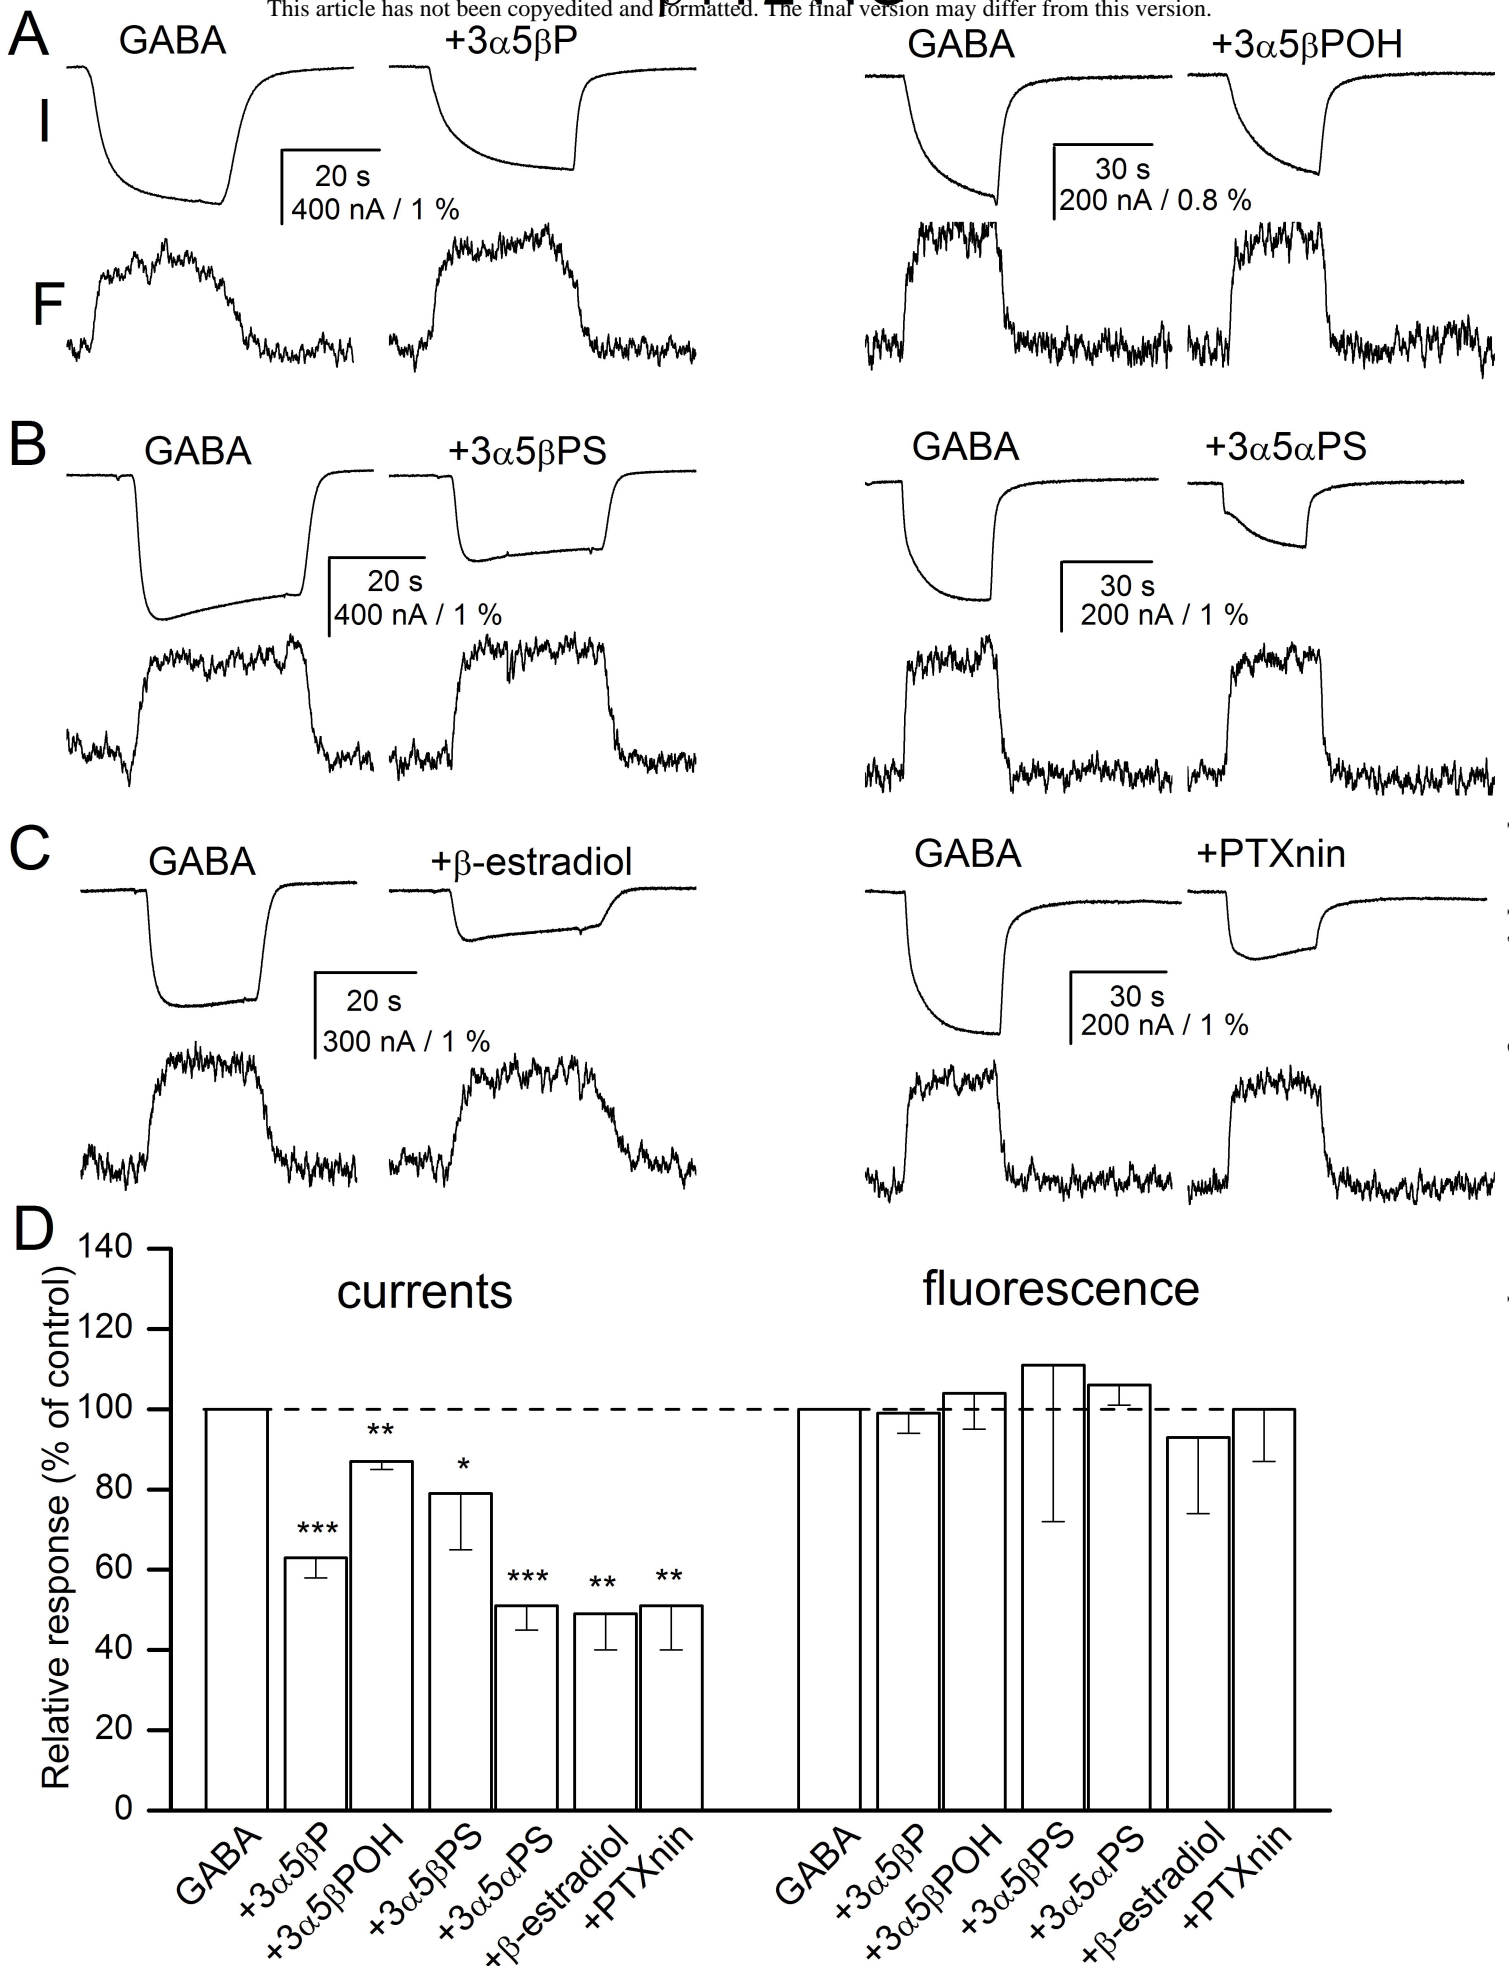 This article has not been copyedited and formatted. The final version may differ from this version.
A
GABA
+3α5βP
GABA
+3α5βPOH
I
20 s
400 nA / 1 %
30 s
200 nA / 0.8 %
F
B
GABA
+3α5βPS
GABA
+3α5αPS
20 s
400 nA / 1 %
30 s
200 nA / 1 %
C
GABA
+β-estradiol
GABA
+PTXnin
20 s
300 nA / 1 %
30 s
200 nA / 1 %
D
Relative response (% of control)
140
120
100
80
60
40
20
0
currents
fluorescence
***
**
*
***
**
**
GABA
+3α5βP
+3α5βPOH
+3α5βPS
+3α5αPS
+β-estradiol
+PTXnin
GABA
+3α5βP
+3α5βPOH
+3α5βPS
+3α5αPS
+β-estradiol
+PTXnin